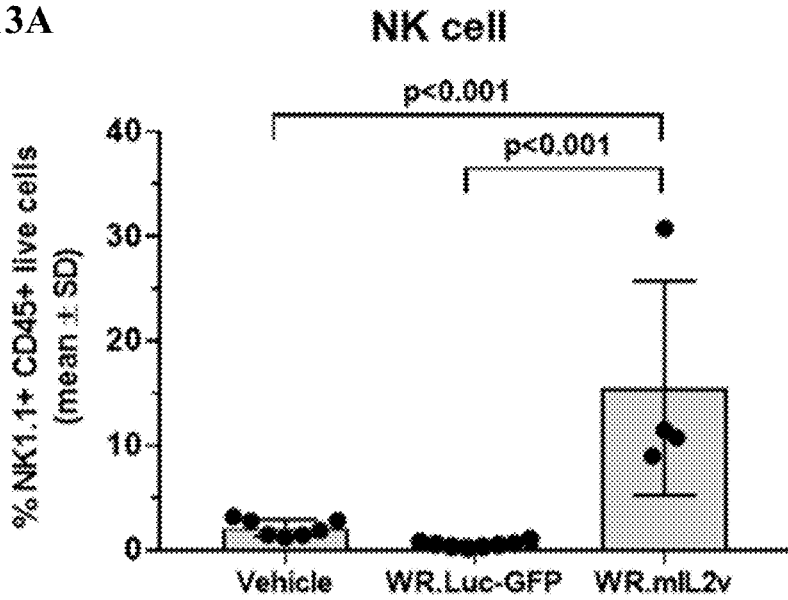 3A
NK cell
p<0.001
p<0.001
% NK1.1+ CD45+ live cells
(mean ± SD)
40
30
20
10
0
Vehicle
WR.Luc-GFP
WR.mIL2v